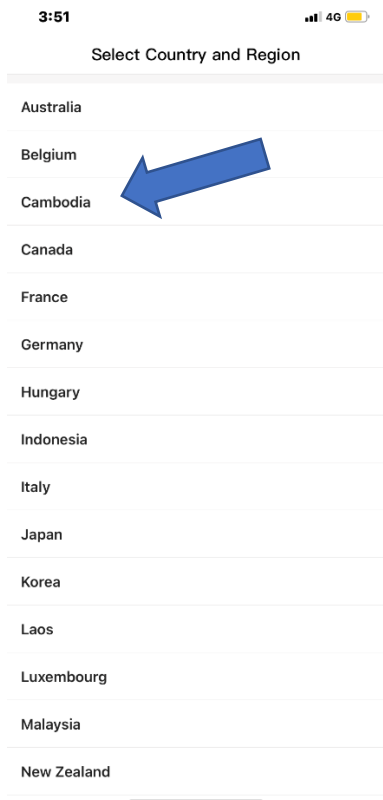 3:51
4G
Select Country and Region
Australia
Belgium
Cambodia
Canada
France
Germany
Hungary
Indonesia
Italy
Japan
Korea
Laos
Luxembourg
Malaysia
New Zealand